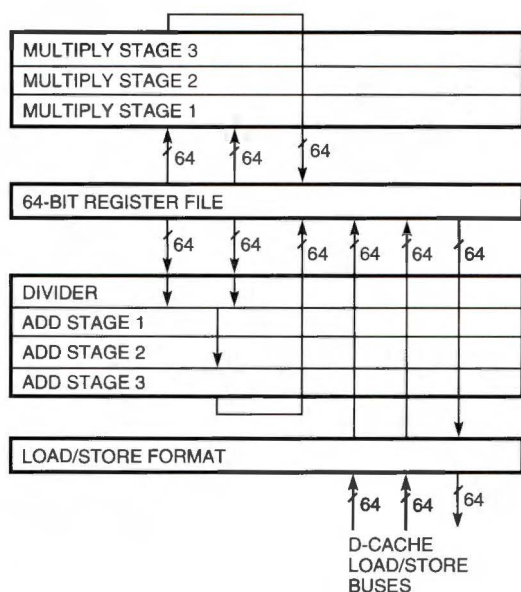 MULTIPLY STAGE 3
MULTIPLY STAGE 2
MULTIPLY STAGE 1
64 64 64
64-BIT REGISTER FILE
64 64 64 64 64 64
DIVIDER
ADD STAGE 1
ADD STAGE 2
ADD STAGE 3
LOAD/STORE FORMAT
64 64 64
D-CACHE
LOAD/STORE
BUSES